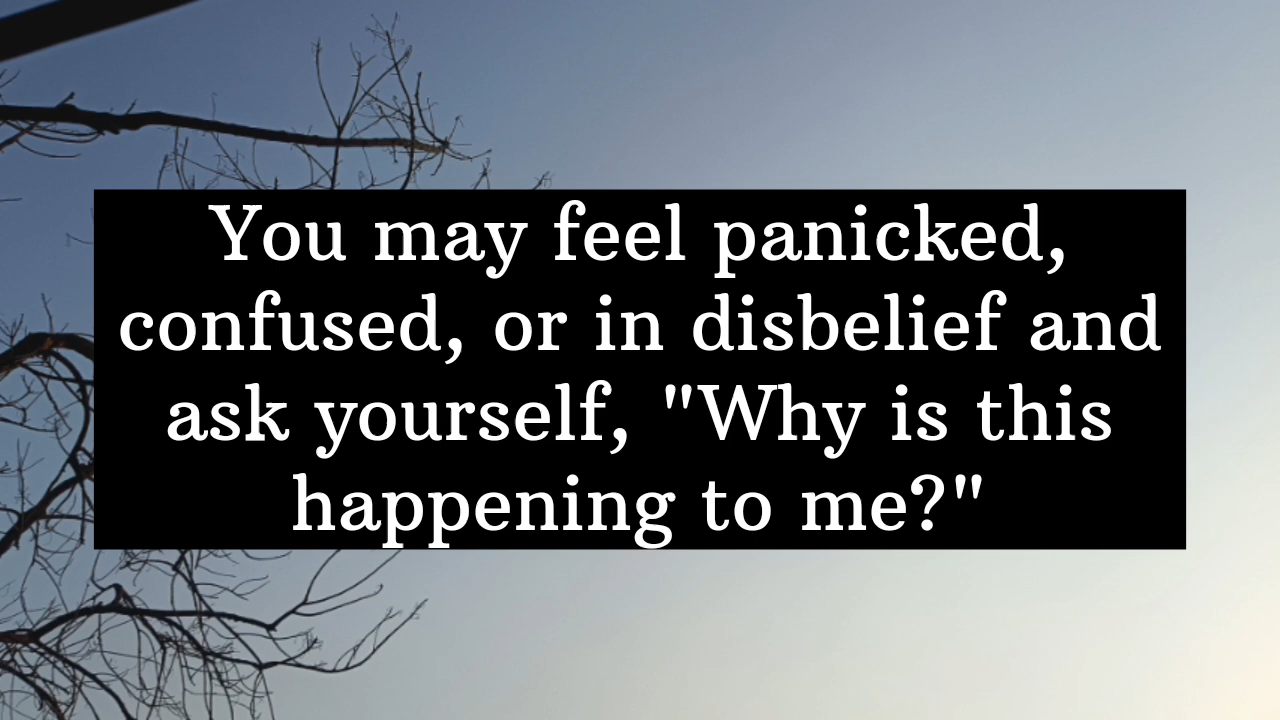 You may feel panicked,
confused, or in disbelief and
ask yourself, "Why is this
happening to me?"